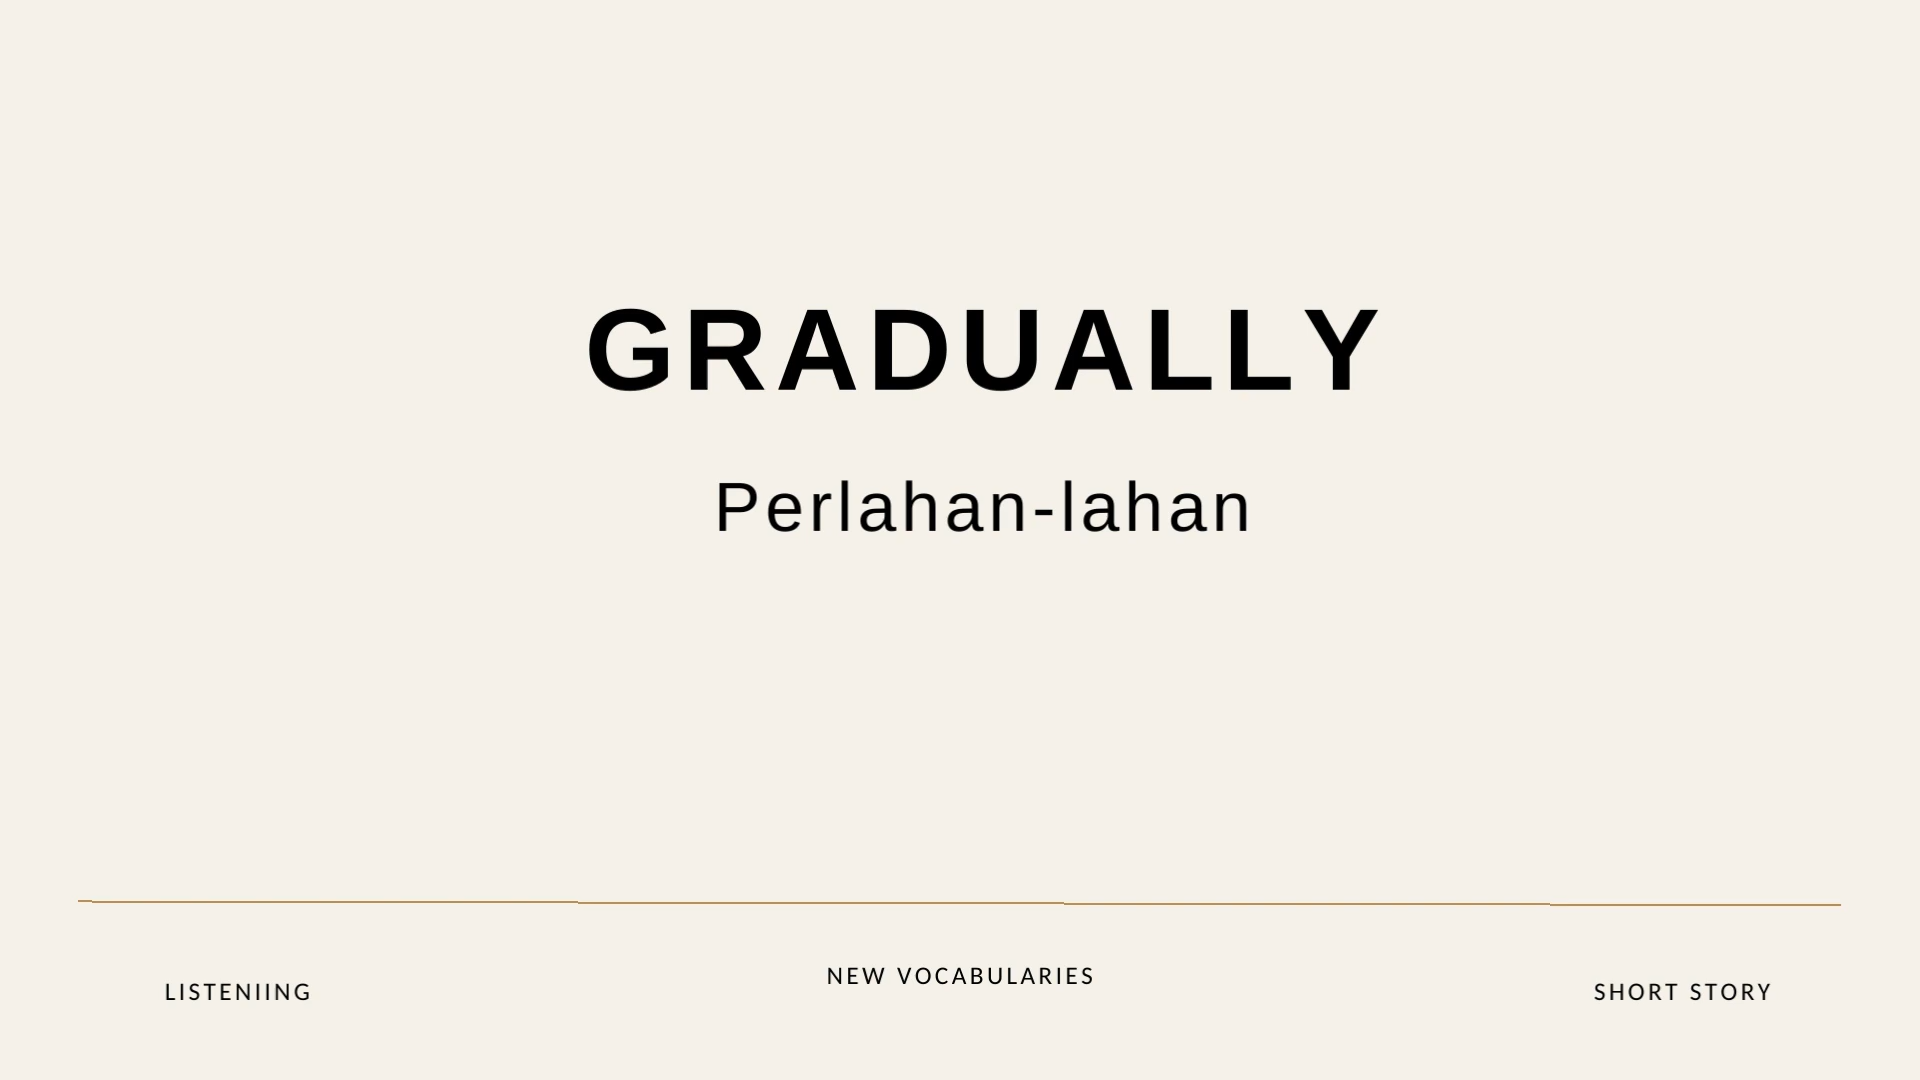 GRADUALLY
Perlahan-lahan
LISTENIING
NEW VOCABULARIES
SHORT STORY